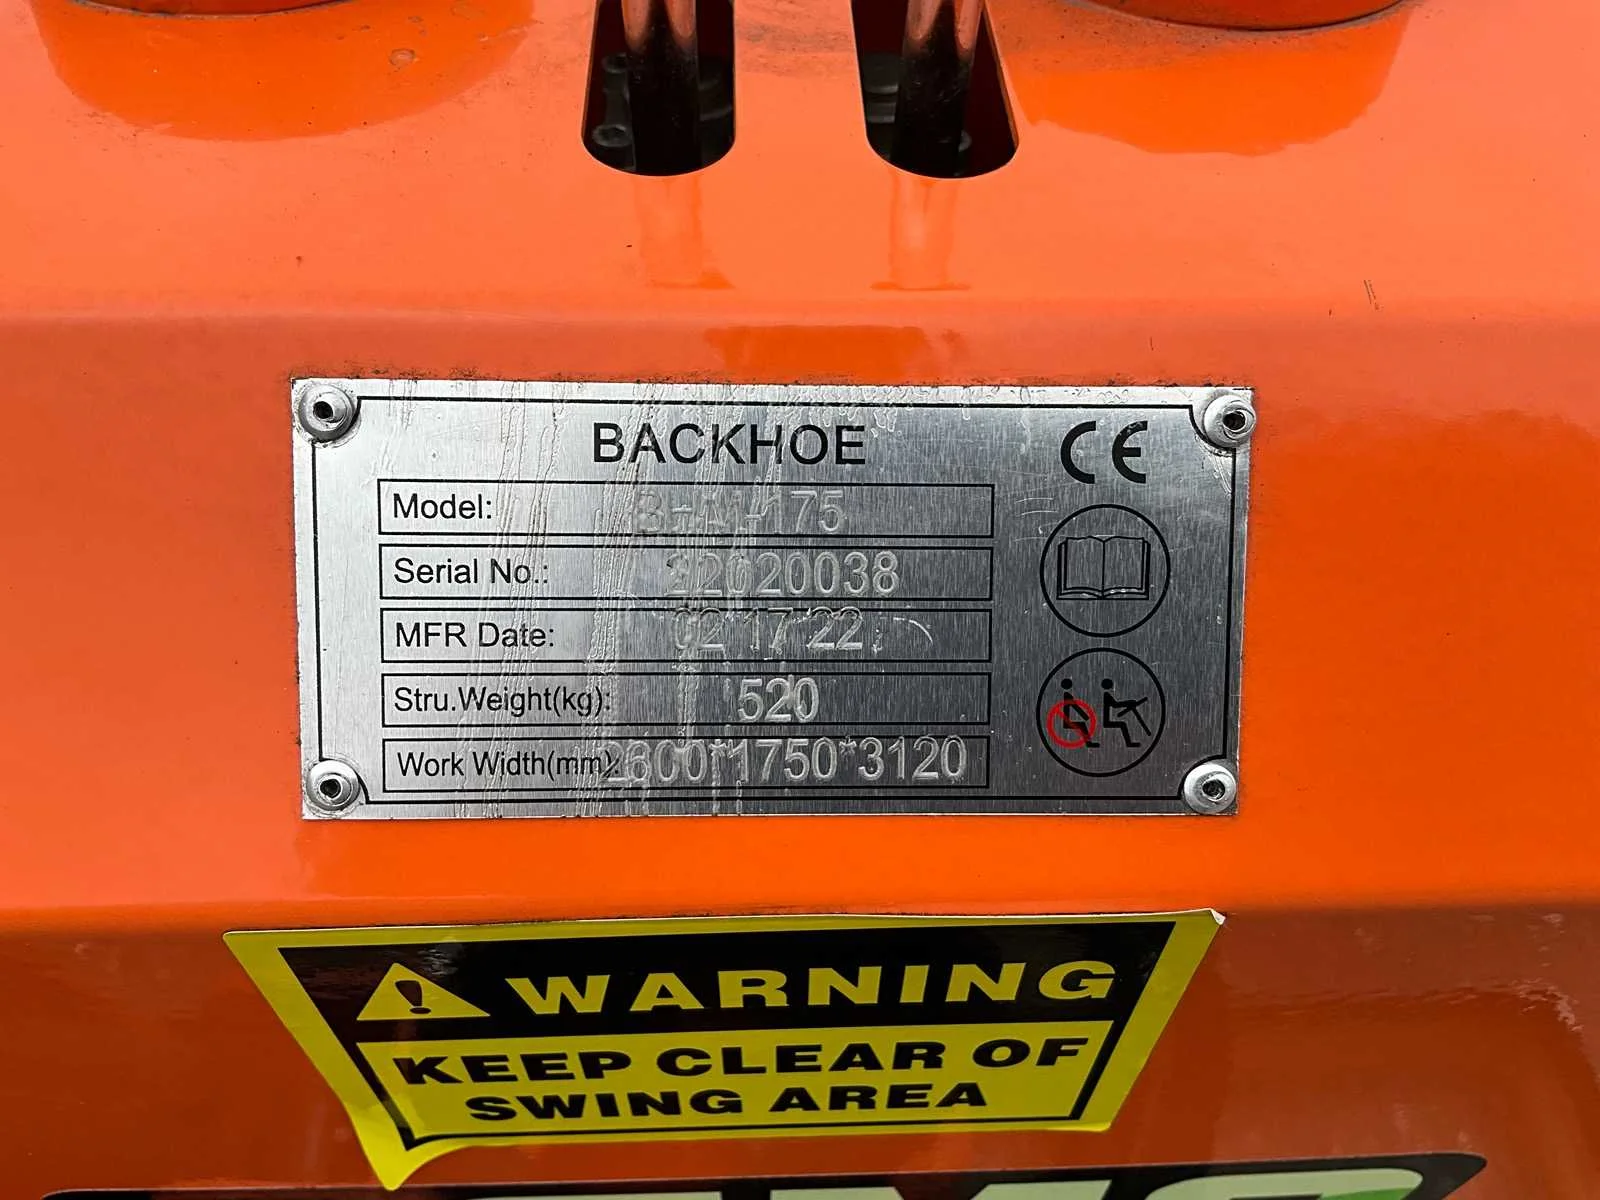 BACKHOE
CE
Model: BHM-175
Serial No.: 22020038
MFR Date: 02 17 22
Stru.Weight(kg): 520
Work Width(mm): 2600*1750*3120
WARNING
KEEP CLEAR OF
SWING AREA